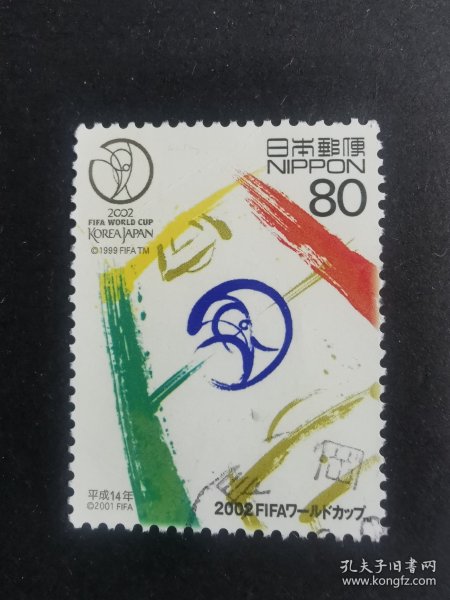 日本郵便
NIPPON
80
2002
FIFA WORLD CUP
KOREA JAPAN
©1999 FIFA TM
平成14年
©2001 FIFA
2002 FIFAワールドカップ
孔夫子旧书网
www.kongfz.com